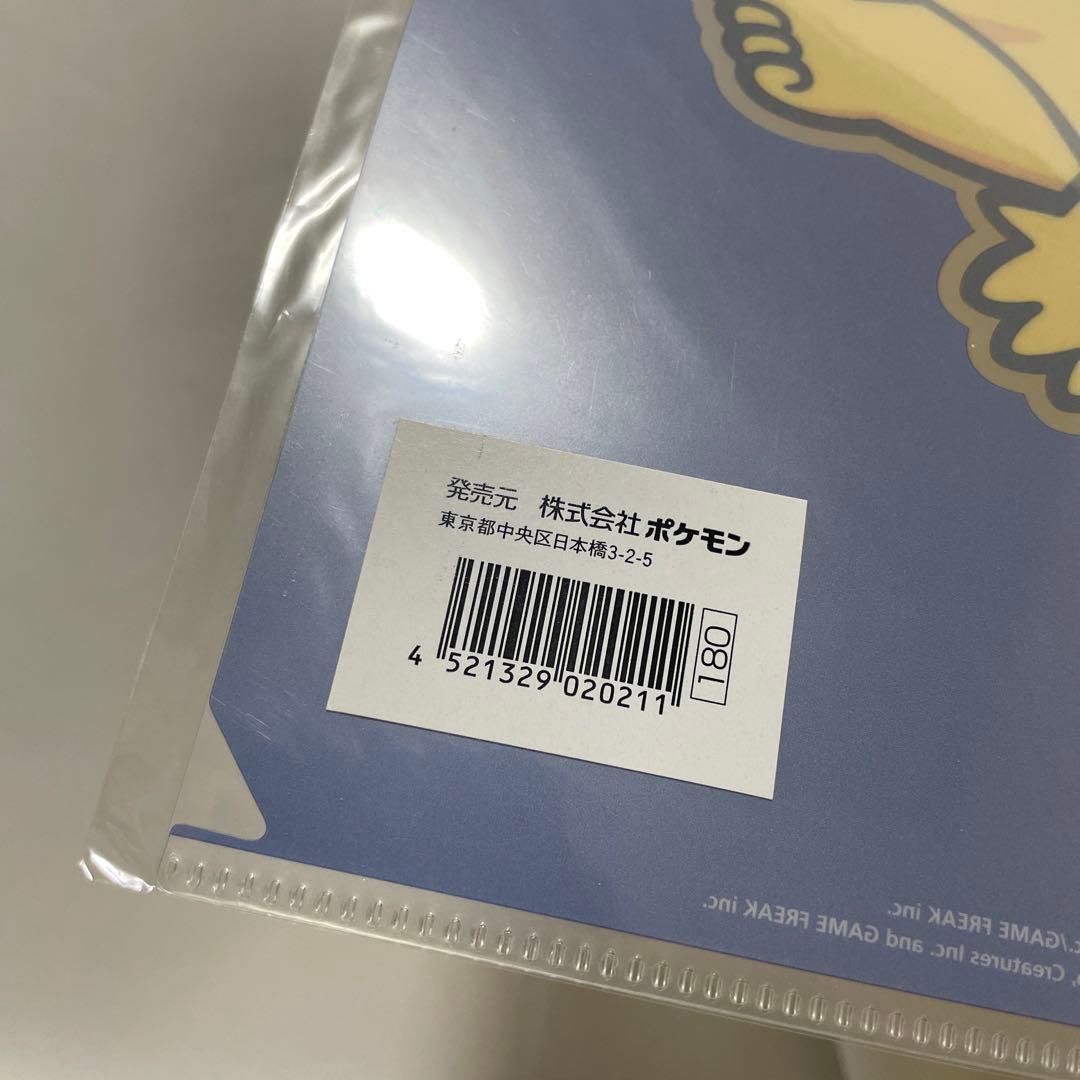 発売元 株式会社ポケモン
東京都中央区日本橋3-2-5
4 521329 020211
180
c./GAME FREAK inc.
, Creatures Inc. and GAME FREAK inc.